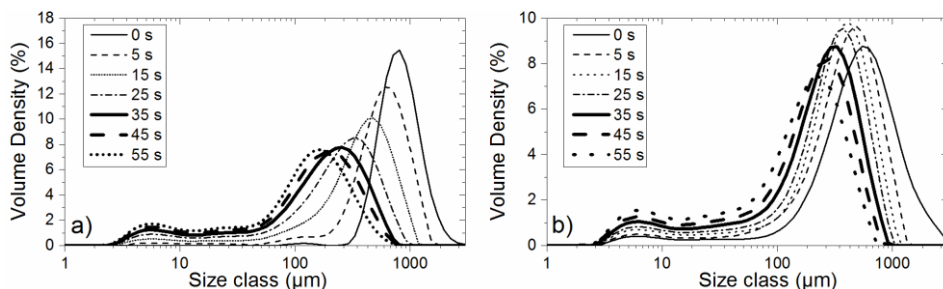 18
16
14
12
10
8
6
4
2
0
Volume Density (%)
0 s
5 s
15 s
25 s
35 s
45 s
55 s
a)
1
10
100
1000
Size class (µm)
10
8
6
4
2
0
Volume Density (%)
0 s
5 s
15 s
25 s
35 s
45 s
55 s
b)
1
10
100
1000
Size class (µm)